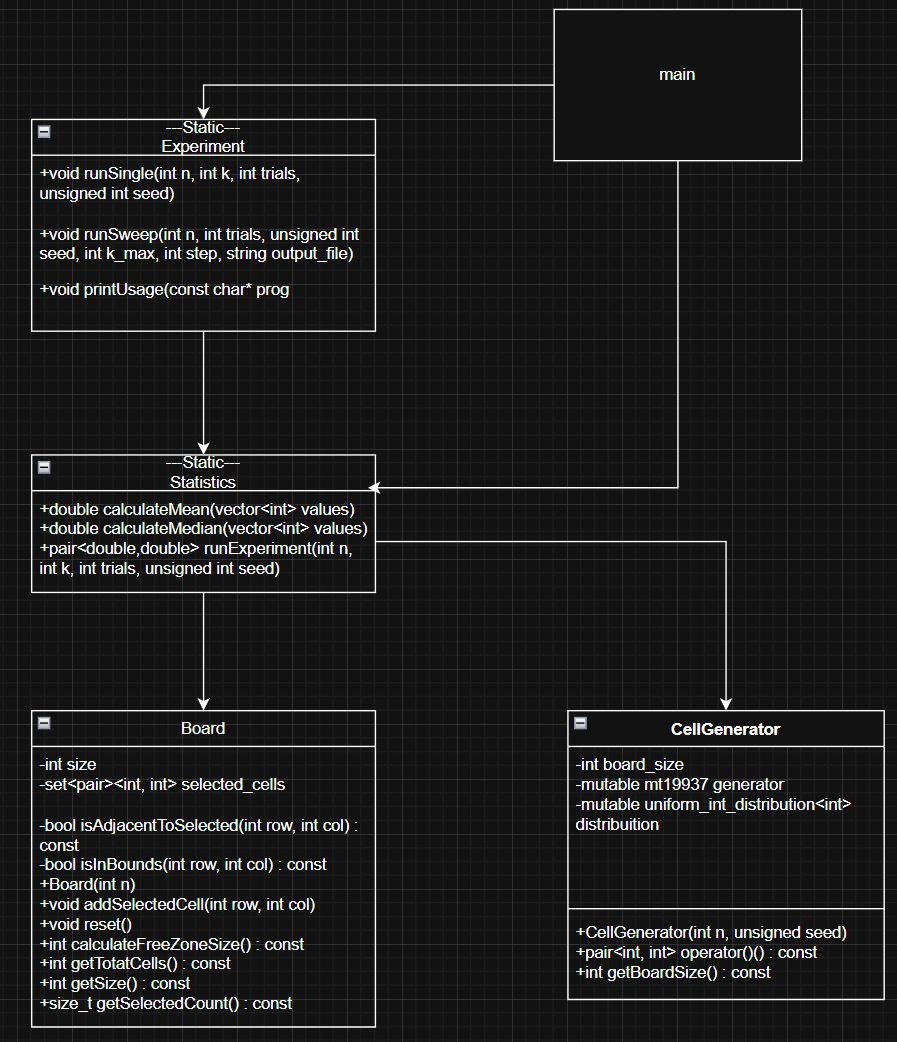 main
---Static---
Experiment
+void runSingle(int n, int k, int trials,
unsigned int seed)
+void runSweep(int n, int trials, unsigned int
seed, int k_max, int step, string output_file)
+void printUsage(const char* prog
---Static---
Statistics
+double calculateMean(vector<int> values)
+double calculateMedian(vector<int> values)
+pair<double,double> runExperiment(int n,
int k, int trials, unsigned int seed)
Board
-int size
-set<pair><int, int> selected_cells
-bool isAdjacentToSelected(int row, int col) :
const
-bool isInBounds(int row, int col) : const
+Board(int n)
+void addSelectedCell(int row, int col)
+void reset()
+int calculateFreeZoneSize() : const
+int getTotatCells() : const
+int getSize() : const
+size_t getSelectedCount() : const
CellGenerator
-int board_size
-mutable mt19937 generator
-mutable uniform_int_distribution<int>
distribuition
+CellGenerator(int n, unsigned seed)
+pair<int, int> operator()() : const
+int getBoardSize() : const